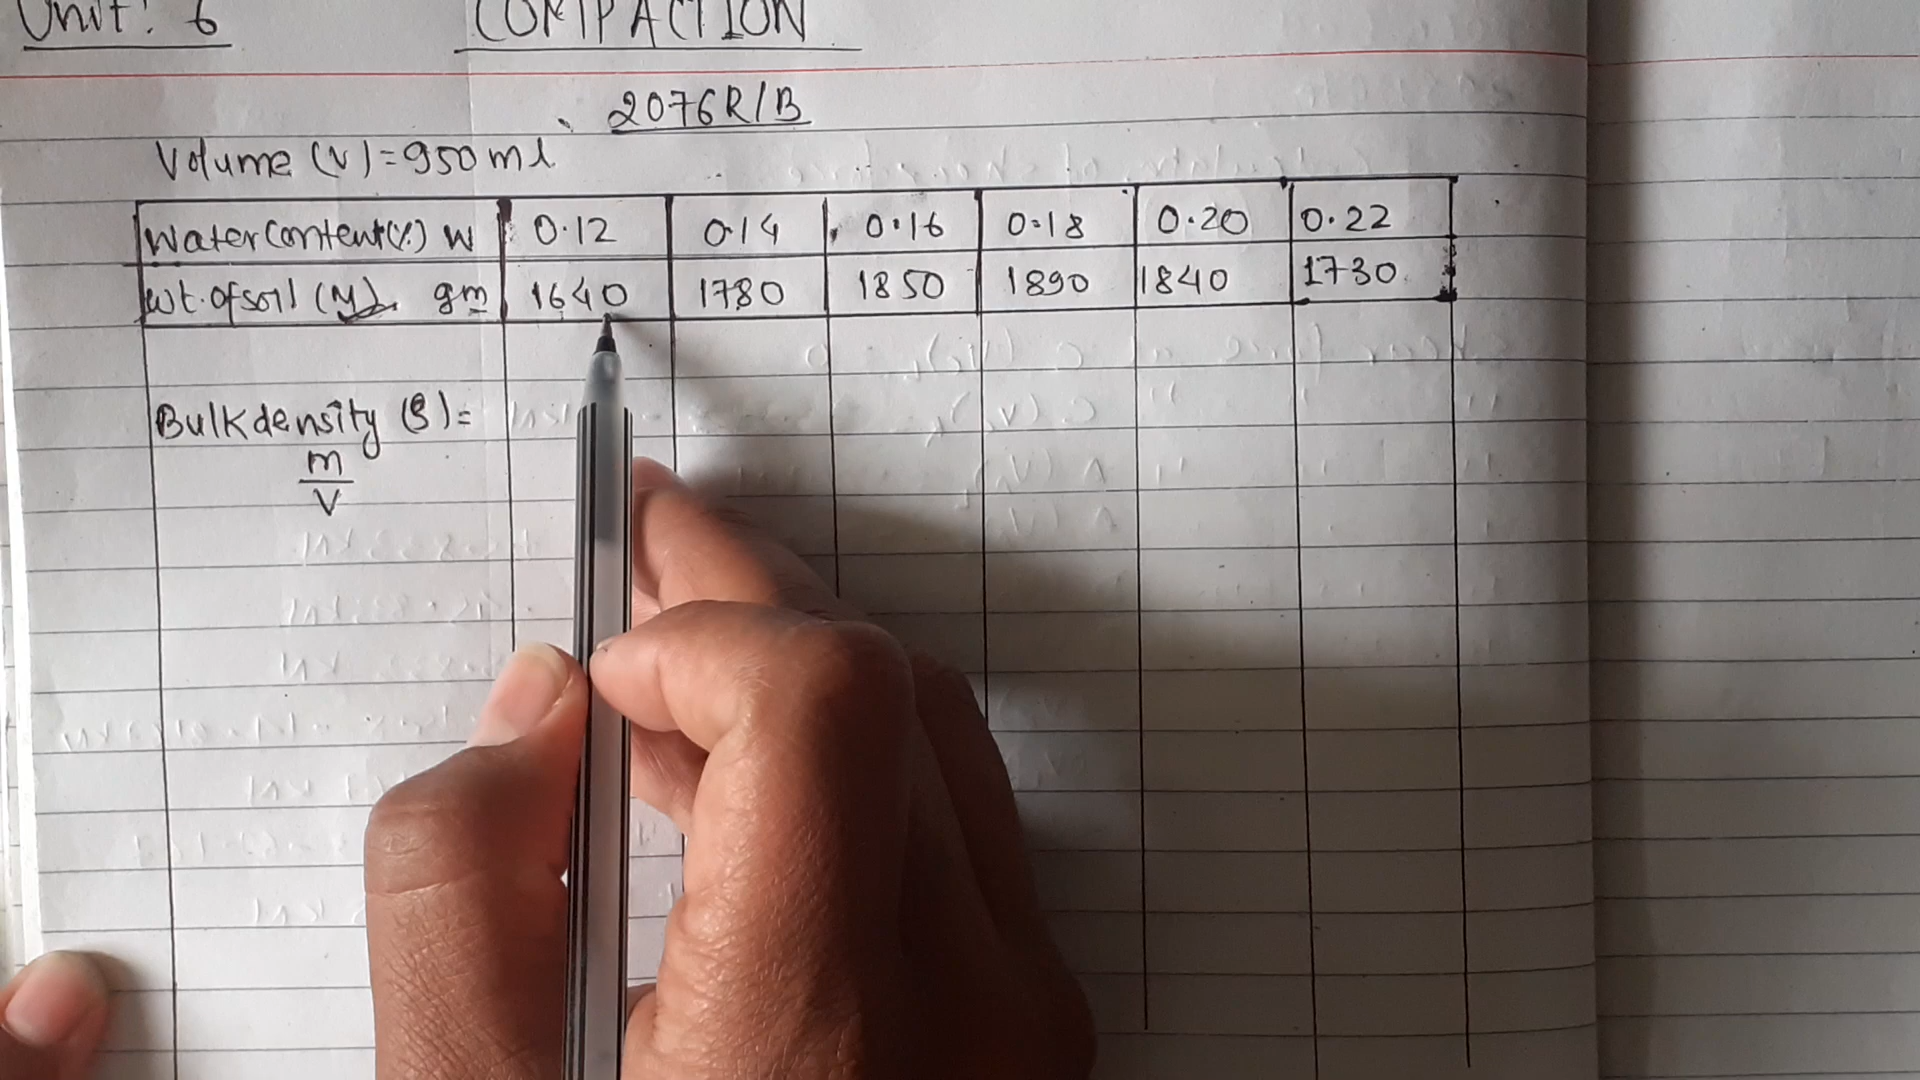 Unit: 6 COMPACTION
2076R/B
Volume (V)=950 ml
Water Content(%) W 0.12 0.14 0.16 0.18 0.20 0.22
Wt. of soil (M) gm 1640 1780 1850 1890 1840 1730
Bulk density (ρ)=
m
V